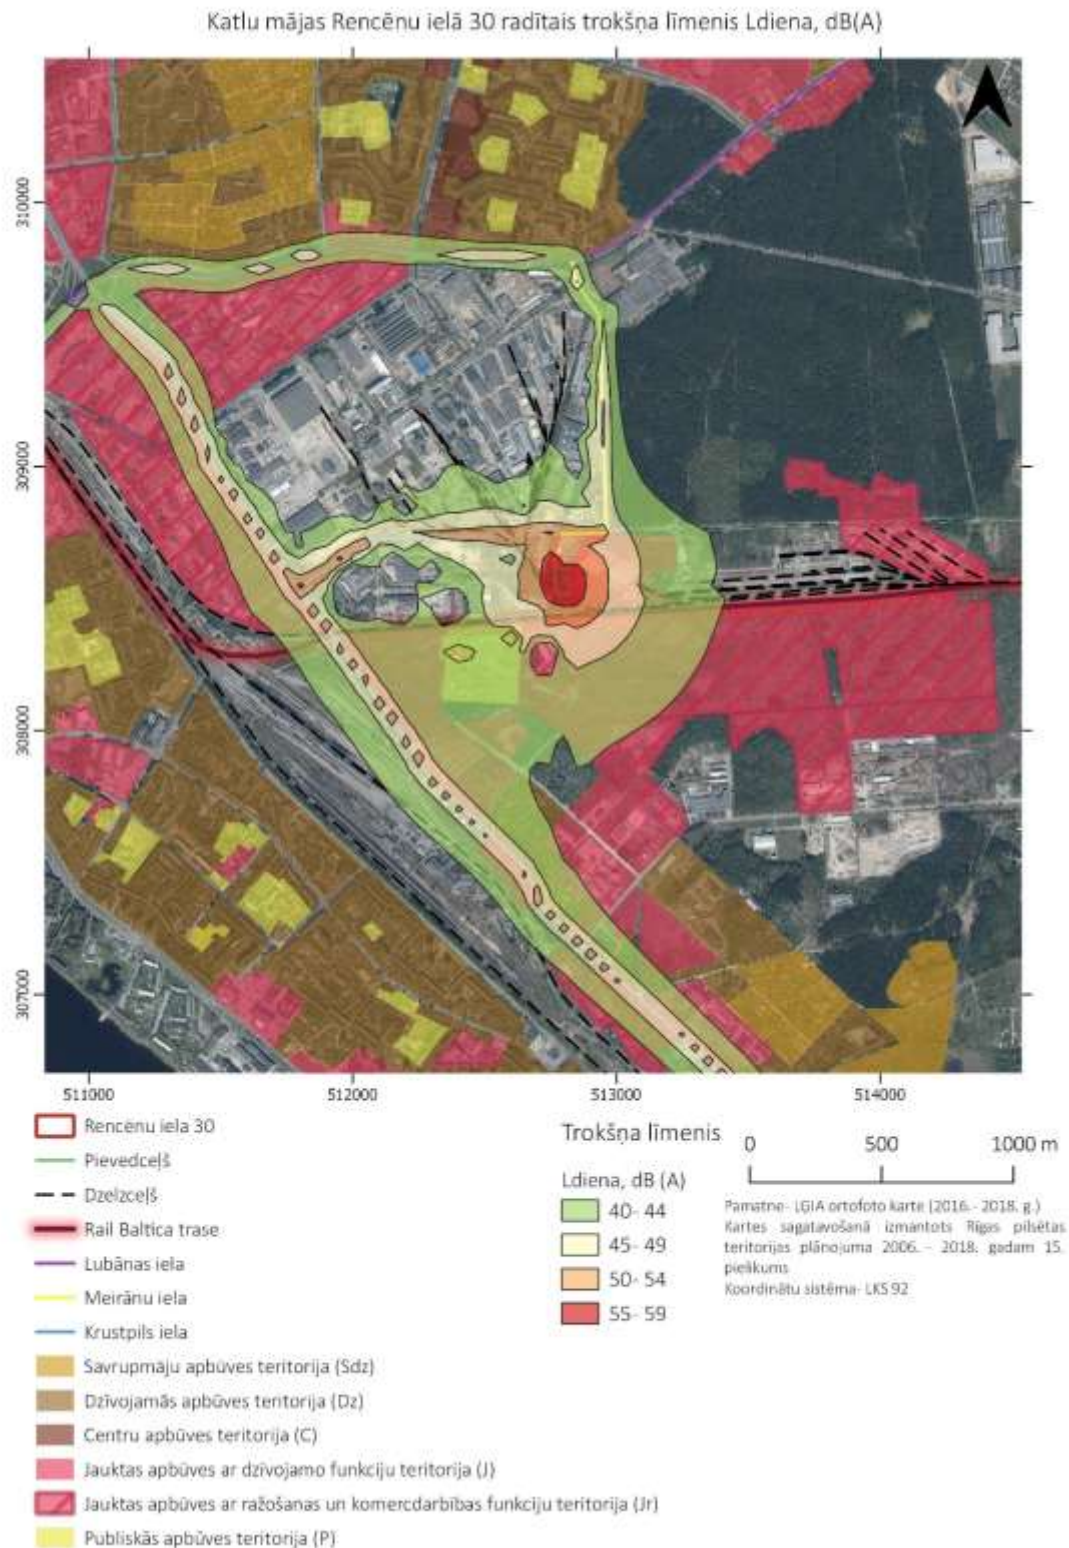 Katlu mājas Rencēnu ielā 30 radītais trokšņa līmenis Ldiena, dB(A)
310000
309000
308000
307000
511000 512000 513000 514000
Rencēnu iela 30
Pievedceļš
Dzelzceļš
Rail Baltica trase
Lubānas iela
Meirānu iela
Krustpils iela
Savrupmāju apbūves teritorija (Sdz)
Dzīvojamās apbūves teritorija (Dz)
Centru apbūves teritorija (C)
Jauktas apbūves ar dzīvojamo funkciju teritorija (J)
Jauktas apbūves ar ražošanas un komercdarbības funkciju teritorija (Jr)
Publiskās apbūves teritorija (P)
Trokšņa līmenis
Ldiena, dB (A)
40- 44
45- 49
50- 54
55- 59
0 500 1000 m
Pamatne- LĢIA ortofoto karte (2016. - 2018. g.)
Kartes sagatavošanā izmantots Rīgas pilsētas
teritorijas plānojuma 2006. - 2018. gadam 15.
pielikums
Koordinātu sistēma- LKS 92